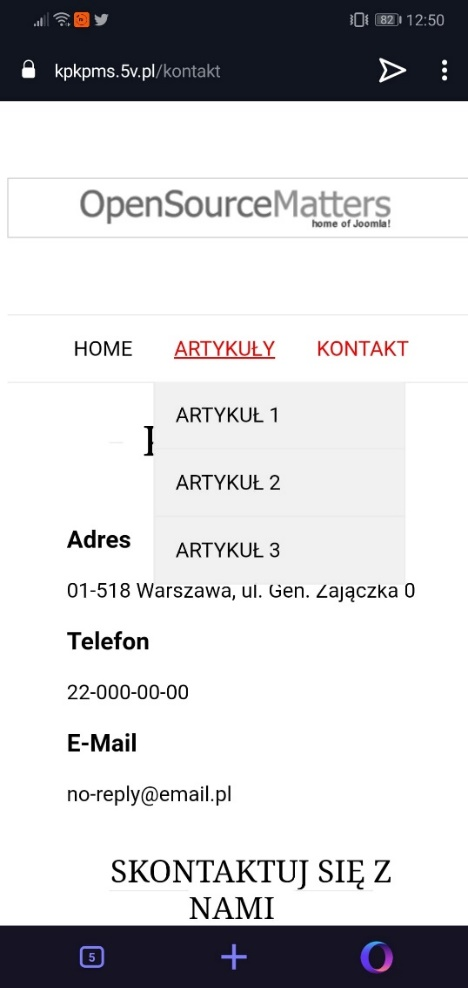 82 12:50
kpkpms.5v.pl/kontakt
OpenSourceMatters
home of Joomla!
HOME ARTYKUŁY KONTAKT
ARTYKUŁ 1
ARTYKUŁ 2
ARTYKUŁ 3
Adres
01-518 Warszawa, ul. Gen. Zajączka 0
Telefon
22-000-00-00
E-Mail
no-reply@email.pl
SKONTAKTUJ SIĘ Z
NAMI
5